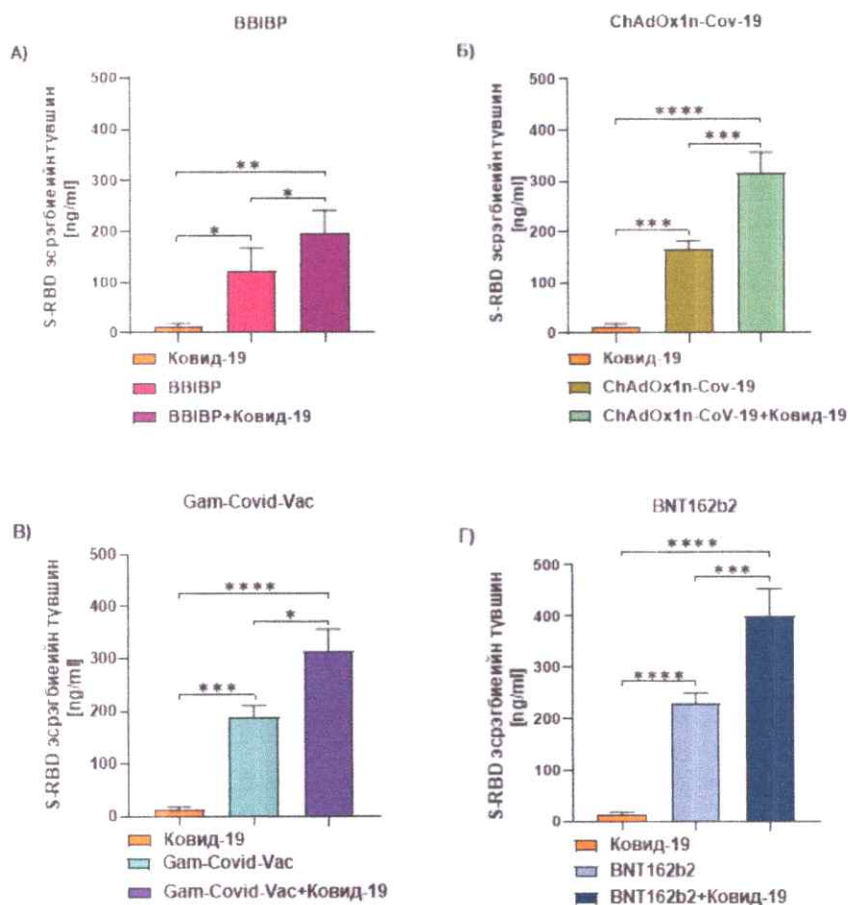 BBIBP
А)
S-RBD эсрэгбиеийн түвшин
[ng/ml]
500
400
300
200
100
0
**
*
*
Ковид-19
BBIBP
BBIBP+Ковид-19
ChAdOx1n-Cov-19
Б)
S-RBD эсрэгбиеийн түвшин
[ng/ml]
500
400
300
200
100
0
****
***
***
Ковид-19
ChAdOx1n-Cov-19
ChAdOx1n-CoV-19+Ковид-19
Gam-Covid-Vac
В)
S-RBD эсрэгбиеийн түвшин
[ng/ml]
500
400
300
200
100
0
****
*
***
Ковид-19
Gam-Covid-Vac
Gam-Covid-Vac+Ковид-19
BNT162b2
Г)
S-RBD эсрэгбиеийн түвшин
[ng/ml]
500
400
300
200
100
0
****
***
****
Ковид-19
BNT162b2
BNT162b2+Ковид-19